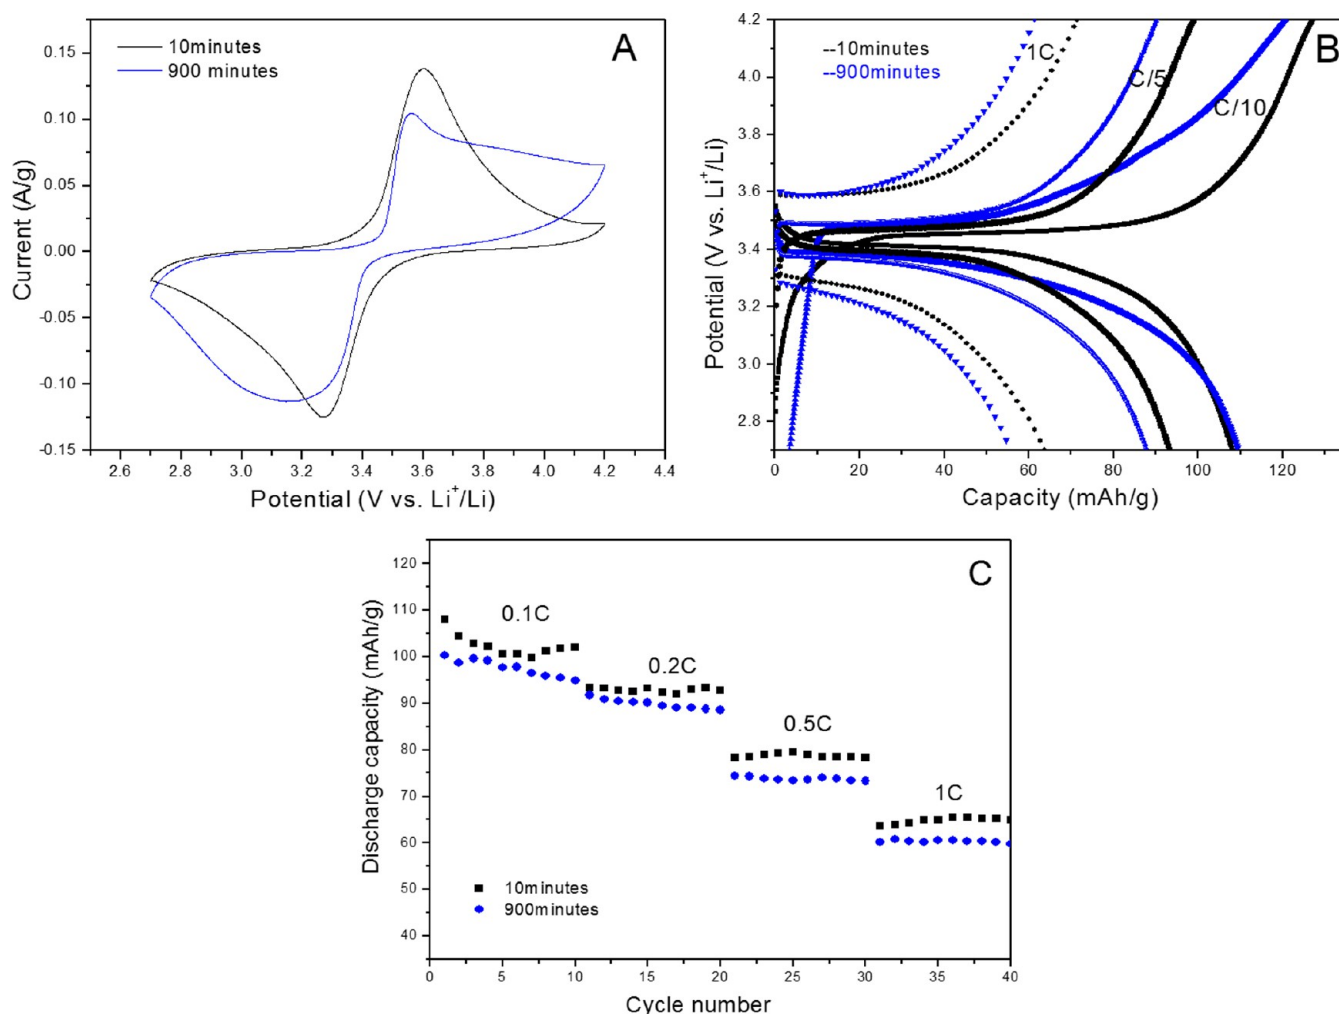 A
10minutes
900 minutes
0.15
0.10
0.05
0.00
-0.05
-0.10
-0.15
Current (A/g)
2.6 2.8 3.0 3.2 3.4 3.6 3.8 4.0 4.2 4.4
Potential (V vs. Li+/Li)
B
--10minutes
--900minutes
1C
C/5
C/10
4.2
4.0
3.8
3.6
3.4
3.2
3.0
2.8
Potential (V vs. Li+/Li)
0 20 40 60 80 100 120
Capacity (mAh/g)
C
0.1C
0.2C
0.5C
1C
10minutes
900minutes
120
110
100
90
80
70
60
50
40
Discharge capacity (mAh/g)
0 5 10 15 20 25 30 35 40
Cycle number